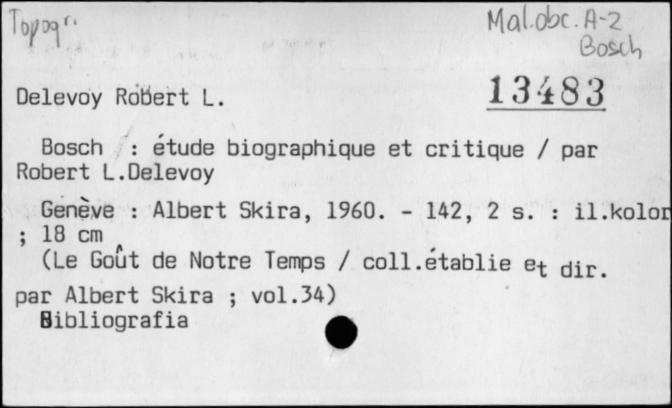 Topogr.
Mal.obc. A-2
Bosch
13483
Delevoy Robert L.
Bosch : étude biographique et critique / par
Robert L.Delevoy
Genève : Albert Skira, 1960. - 142, 2 s. : il.kolor
; 18 cm
(Le Goût de Notre Temps / coll.établie et dir.
par Albert Skira ; vol.34)
Bibliografia